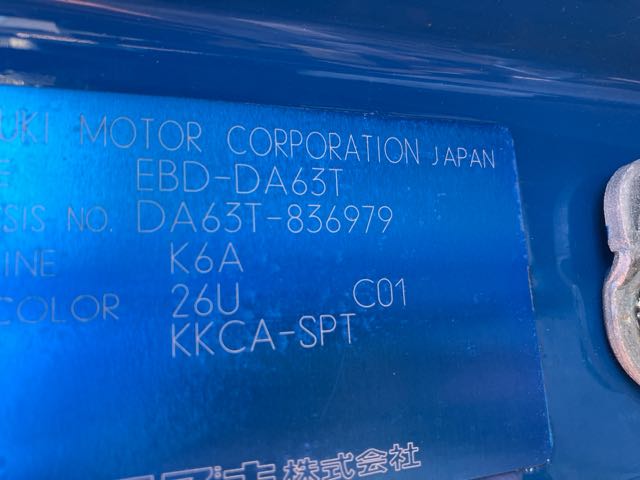 UKI MOTOR CORPORATION JAPAN
E EBD-DA63T
SIS NO. DA63T-836979
INE K6A
COLOR 26U C01
KKCA-SPT
株式会社